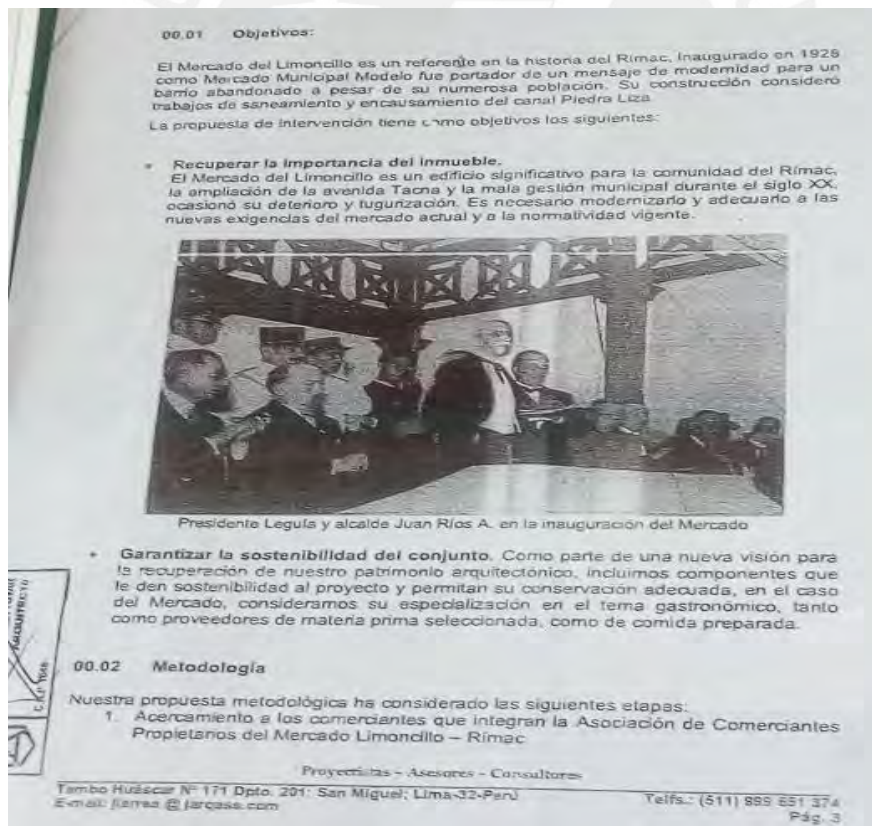 00.01 Objetivos:
El Mercado del Limoncillo es un referente en la historia del Rímac, Inaugurado en 1928
como Mercado Municipal Modelo fue portador de un mensaje de modernidad para un
barrio abandonado a pesar de su numerosa población. Su construcción consideró
trabajos de saneamiento y encausamiento del canal Piedra Liza
La propuesta de intervención tiene como objetivos los siguientes:
• Recuperar la importancia del inmueble.
El Mercado del Limoncillo es un edificio significativo para la comunidad del Rímac,
la ampliación de la avenida Tacna y la mala gestión municipal durante el siglo XX,
ocasionó su deterioro y tugurización. Es necesario modernizarlo y adecuarlo a las
nuevas exigencias del mercado actual y a la normatividad vigente.
Presidente Leguía y alcalde Juan Ríos A. en la inauguración del Mercado
• Garantizar la sostenibilidad del conjunto. Como parte de una nueva visión para
la recuperación de nuestro patrimonio arquitectónico, incluimos componentes que
le den sostenibilidad al proyecto y permitan su conservación adecuada, en el caso
del Mercado, consideramos su especialización en el tema gastronómico, tanto
como proveedores de materia prima seleccionada, como de comida preparada.
ARQUITECTO
00.02 Metodología
Nuestra propuesta metodológica ha considerado las siguientes etapas:
1. Acercamiento a los comerciantes que integran la Asociación de Comerciantes
Propietarios del Mercado Limoncillo – Rímac
Proyectistas – Asesores – Consultores
Tambo Huáscar Nº 171 Dpto. 201; San Miguel; Lima-32-Perú
Telfs.: (511) 999 651 374
E-mail:
Pág. 3